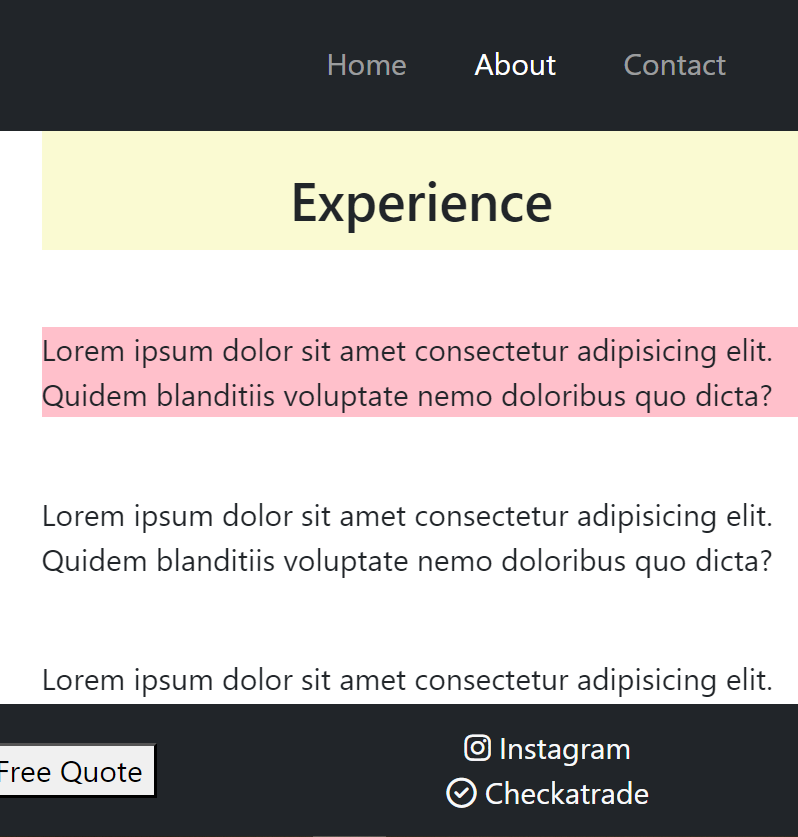 Home About Contact
Experience
Lorem ipsum dolor sit amet consectetur adipisicing elit.
Quidem blanditiis voluptate nemo doloribus quo dicta?
Lorem ipsum dolor sit amet consectetur adipisicing elit.
Quidem blanditiis voluptate nemo doloribus quo dicta?
Lorem ipsum dolor sit amet consectetur adipisicing elit.
Free Quote
Instagram
Checkatrade